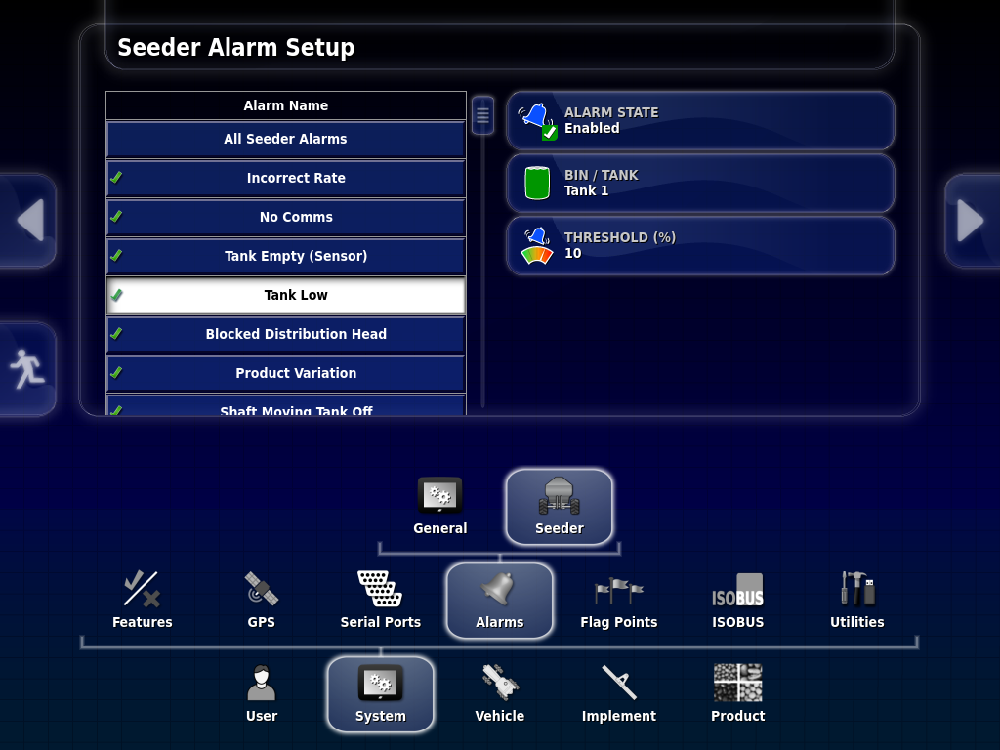 Seeder Alarm Setup
Alarm Name
All Seeder Alarms
Incorrect Rate
No Comms
Tank Empty (Sensor)
Tank Low
Blocked Distribution Head
Product Variation
Shaft Moving Tank Off
ALARM STATE
Enabled
BIN / TANK
Tank 1
THRESHOLD (%)
10
General
Seeder
Features
GPS
Serial Ports
Alarms
Flag Points
ISOBUS
ISOBUS
Utilities
User
System
Vehicle
Implement
Product